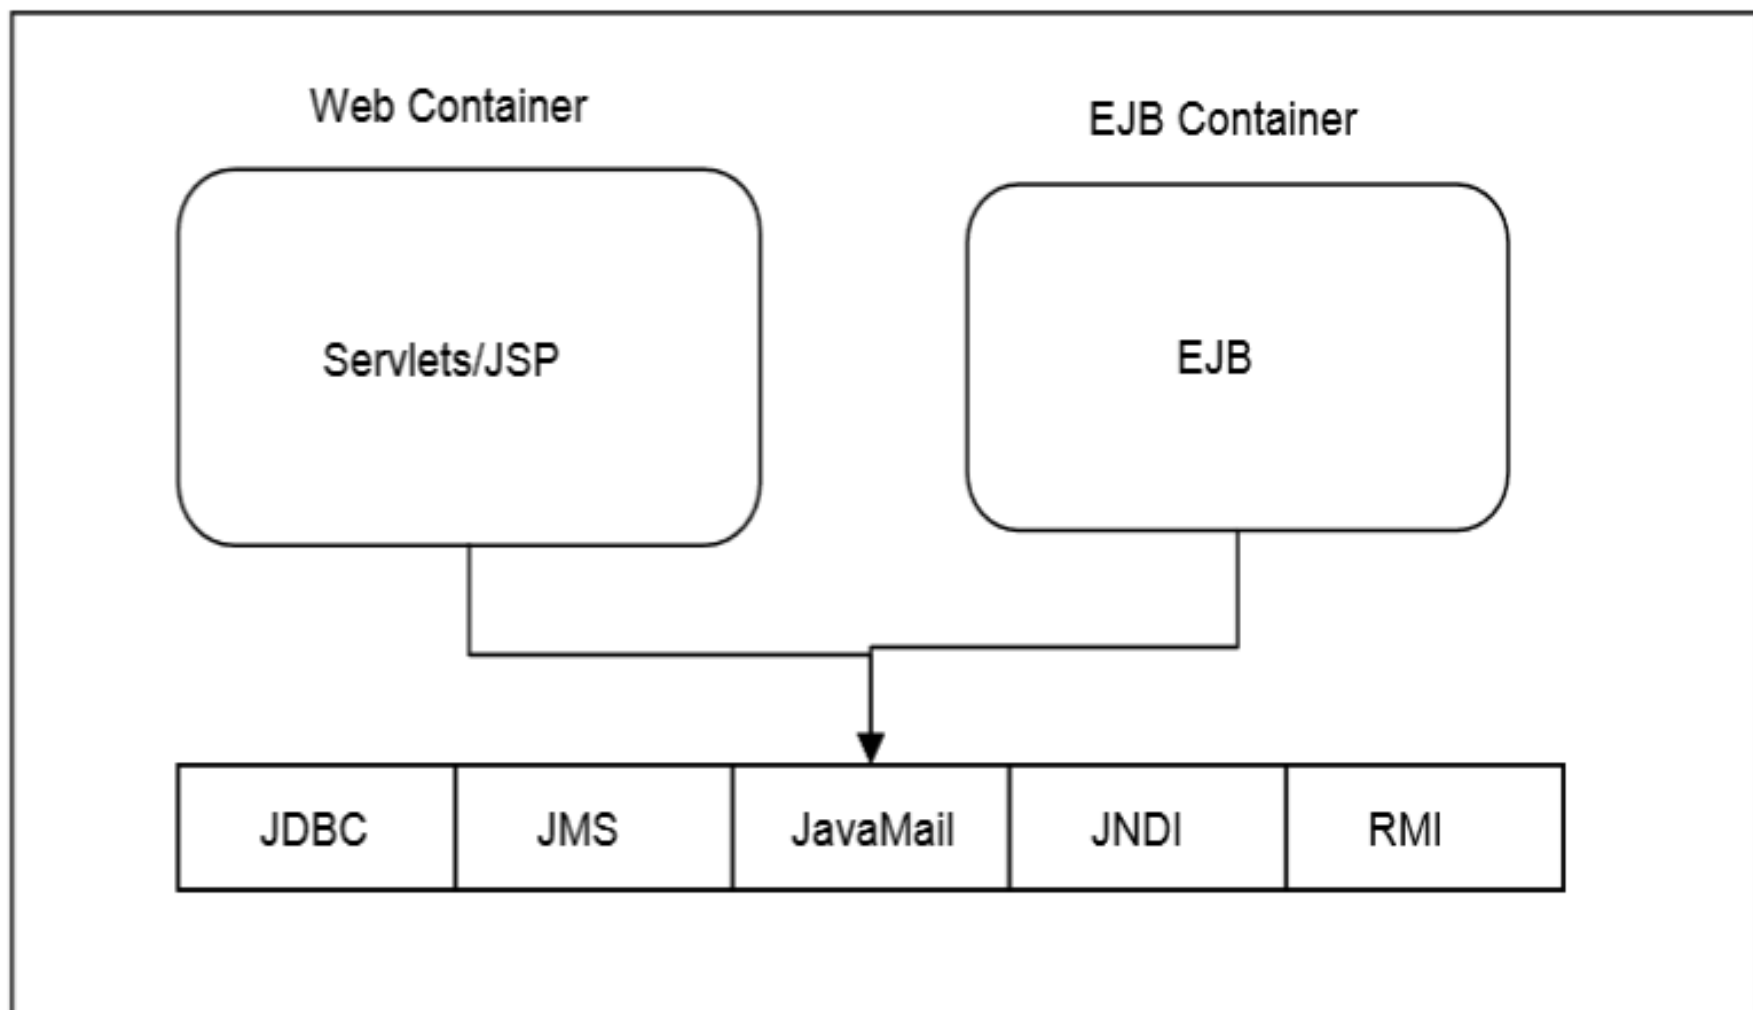 Web Container
EJB Container
Servlets/JSP
EJB
JDBC
JMS
JavaMail
JNDI
RMI